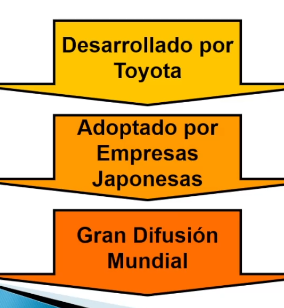 Desarrollado por
Toyota
Adoptado por
Empresas
Japonesas
Gran Difusión
Mundial